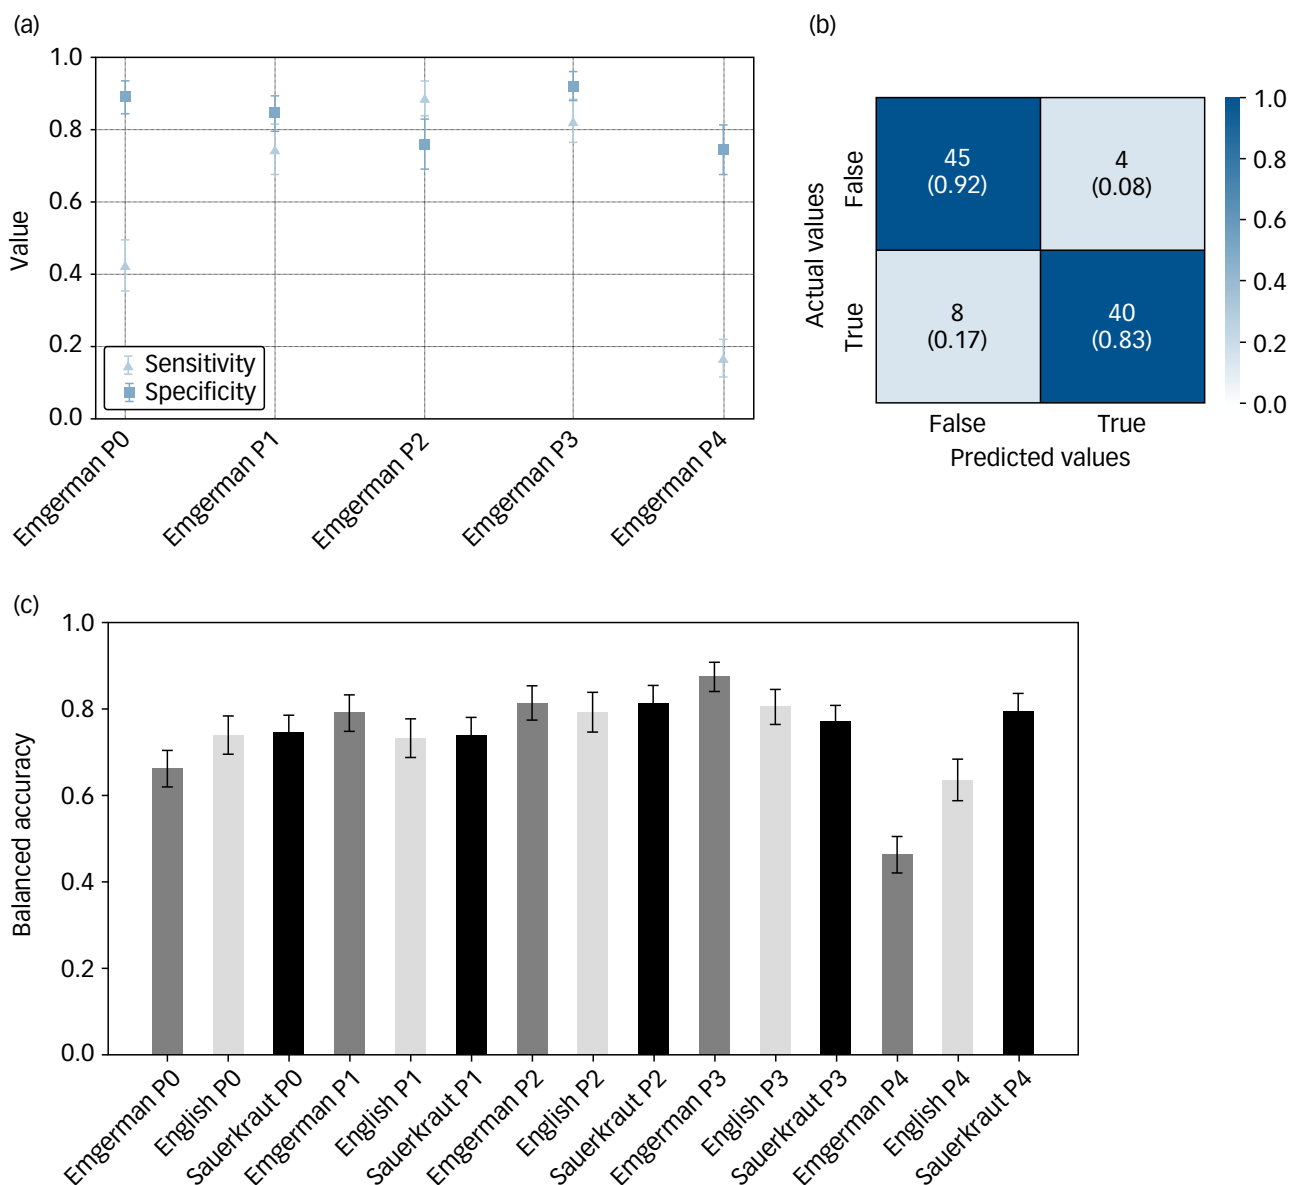 (a)
1.0
0.8
0.6
0.4
0.2
0.0
Value
Sensitivity
Specificity
Emgerman P0
Emgerman P1
Emgerman P2
Emgerman P3
Emgerman P4
(b)
Actual values
False
True
45
(0.92)
4
(0.08)
8
(0.17)
40
(0.83)
False
True
Predicted values
1.0
0.8
0.6
0.4
0.2
0.0
(c)
1.0
0.8
0.6
0.4
0.2
0.0
Balanced accuracy
Emgerman P0
English P0
Sauerkraut P0
Emgerman P1
English P1
Sauerkraut P1
Emgerman P2
English P2
Sauerkraut P2
Emgerman P3
English P3
Sauerkraut P3
Emgerman P4
English P4
Sauerkraut P4